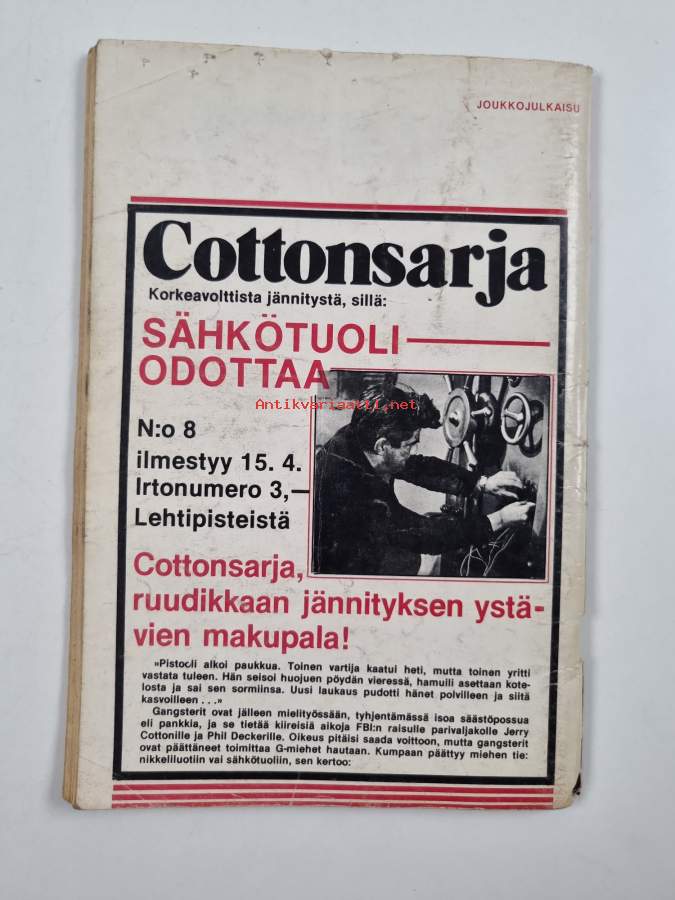 JOUKKOJULKAISU
Cottonsarja
Korkeavolttista jännitystä, sillä:
SÄHKÖTUOLI
ODOTTAA
Antikvariaatti.net
N:o 8
ilmestyy 15. 4.
Irtonumero 3,—
Lehtipisteistä
Cottonsarja,
ruudikkaan jännityksen ystä-
vien makupala!
»Pistooli alkoi paukkua. Toinen vartija kaatui heti, mutta toinen yritti
vastata tuleen. Hän seisoi huojuen pöydän vieressä, hamuili asettaan kote-
losta ja sai sen sormiinsa. Uusi laukaus pudotti hänet polvilleen ja siitä
kasvoilleen . . .»
Gangsterit ovat jälleen mielityössään, tyhjentämässä isoa säästöpossua
eli pankkia, ja se tietää kiireisiä aikoja FBI:n raisulle parivaljakolle Jerry
Cottonille ja Phil Deckerille. Oikeus pitäisi saada voittoon, mutta gangsterit
ovat päättäneet toimittaa G-miehet hautaan. Kumpaan päättyy miehen tie:
nikkeliluotiin vai sähkötuoliin, sen kertoo: